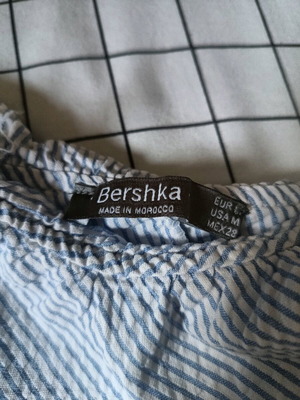 Bershka
MADE IN MOROCCO
EUR
USA M
MEX 28